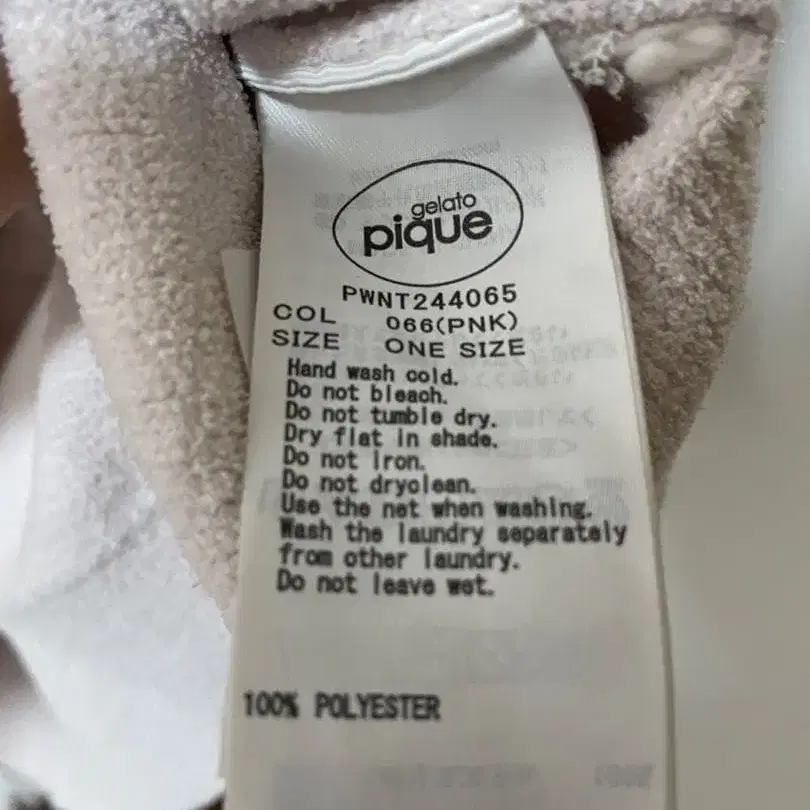 gelato
pique
PWNT244065
COL 066(PNK)
SIZE ONE SIZE
Hand wash cold.
Do not bleach.
Do not tumble dry.
Dry flat in shade.
Do not iron.
Do not dryclean.
Use the net when washing.
Wash the laundry separately
from other laundry.
Do not leave wet.
100% POLYESTER